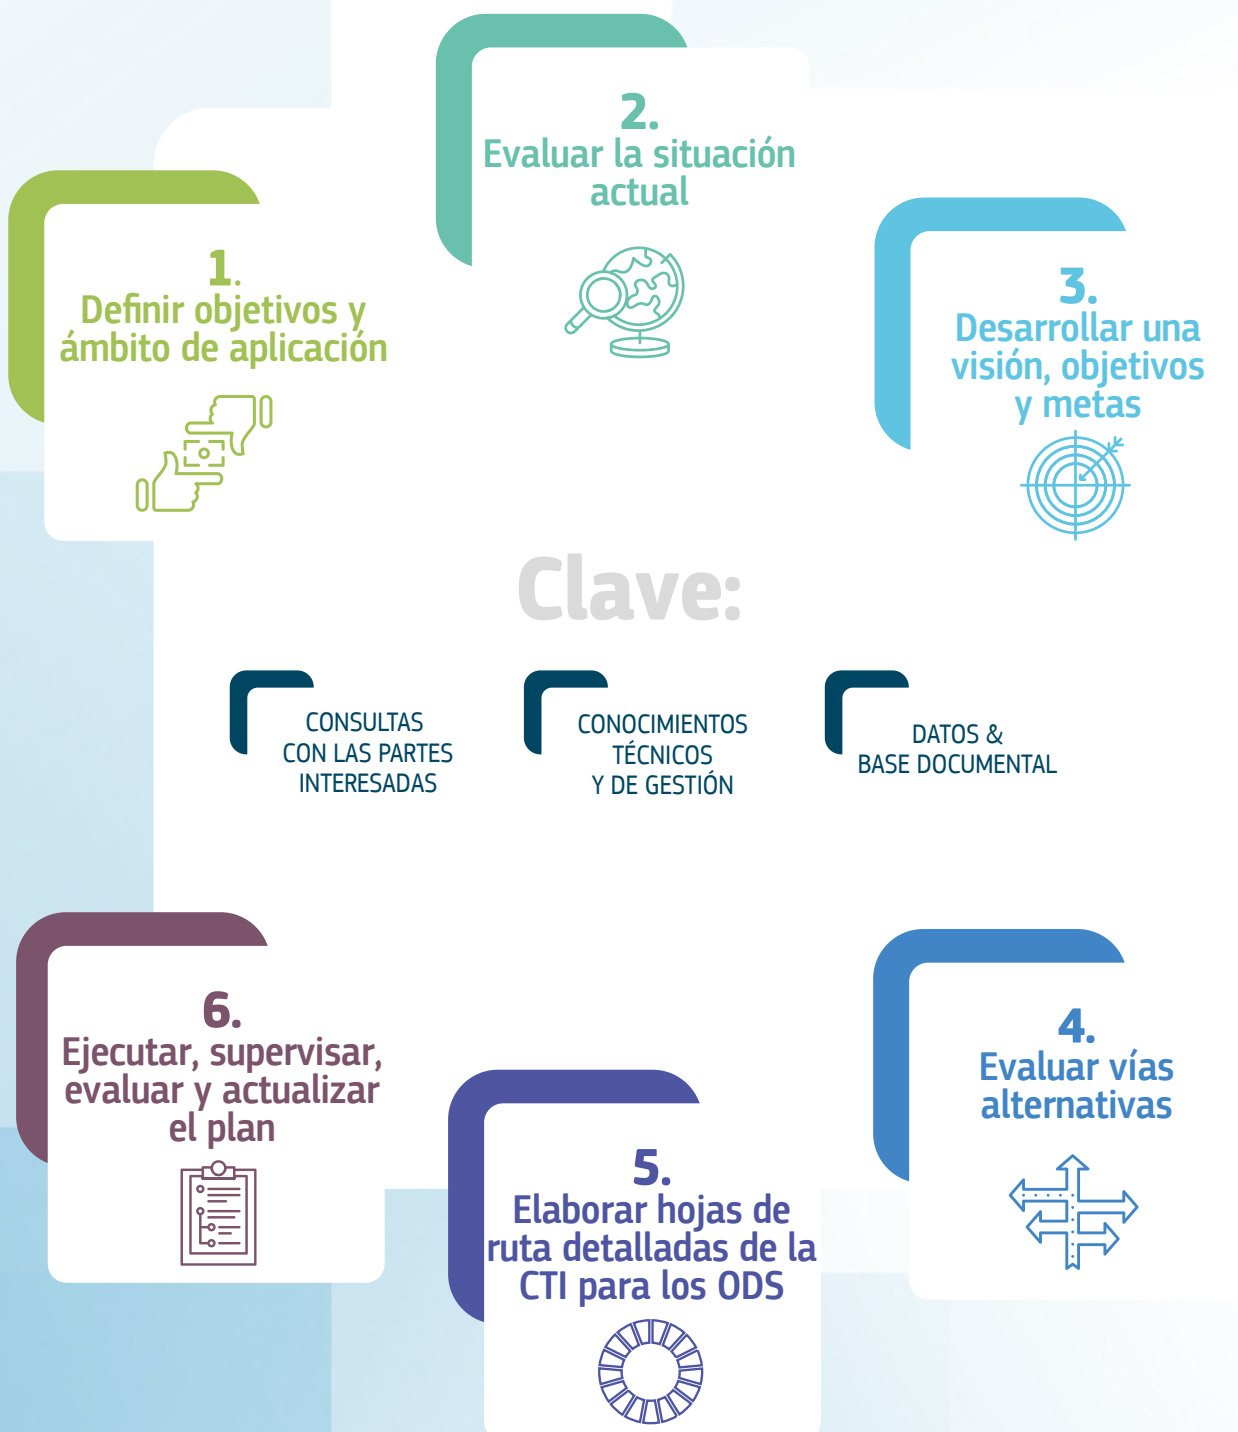 1.
Definir objetivos y
ámbito de aplicación
2.
Evaluar la situación
actual
3.
Desarrollar una
visión, objetivos
y metas
Clave:
CONSULTAS
CON LAS PARTES
INTERESADAS
CONOCIMIENTOS
TÉCNICOS
Y DE GESTIÓN
DATOS &
BASE DOCUMENTAL
4.
Evaluar vías
alternativas
5.
Elaborar hojas de
ruta detalladas de la
CTI para los ODS
6.
Ejecutar, supervisar,
evaluar y actualizar
el plan